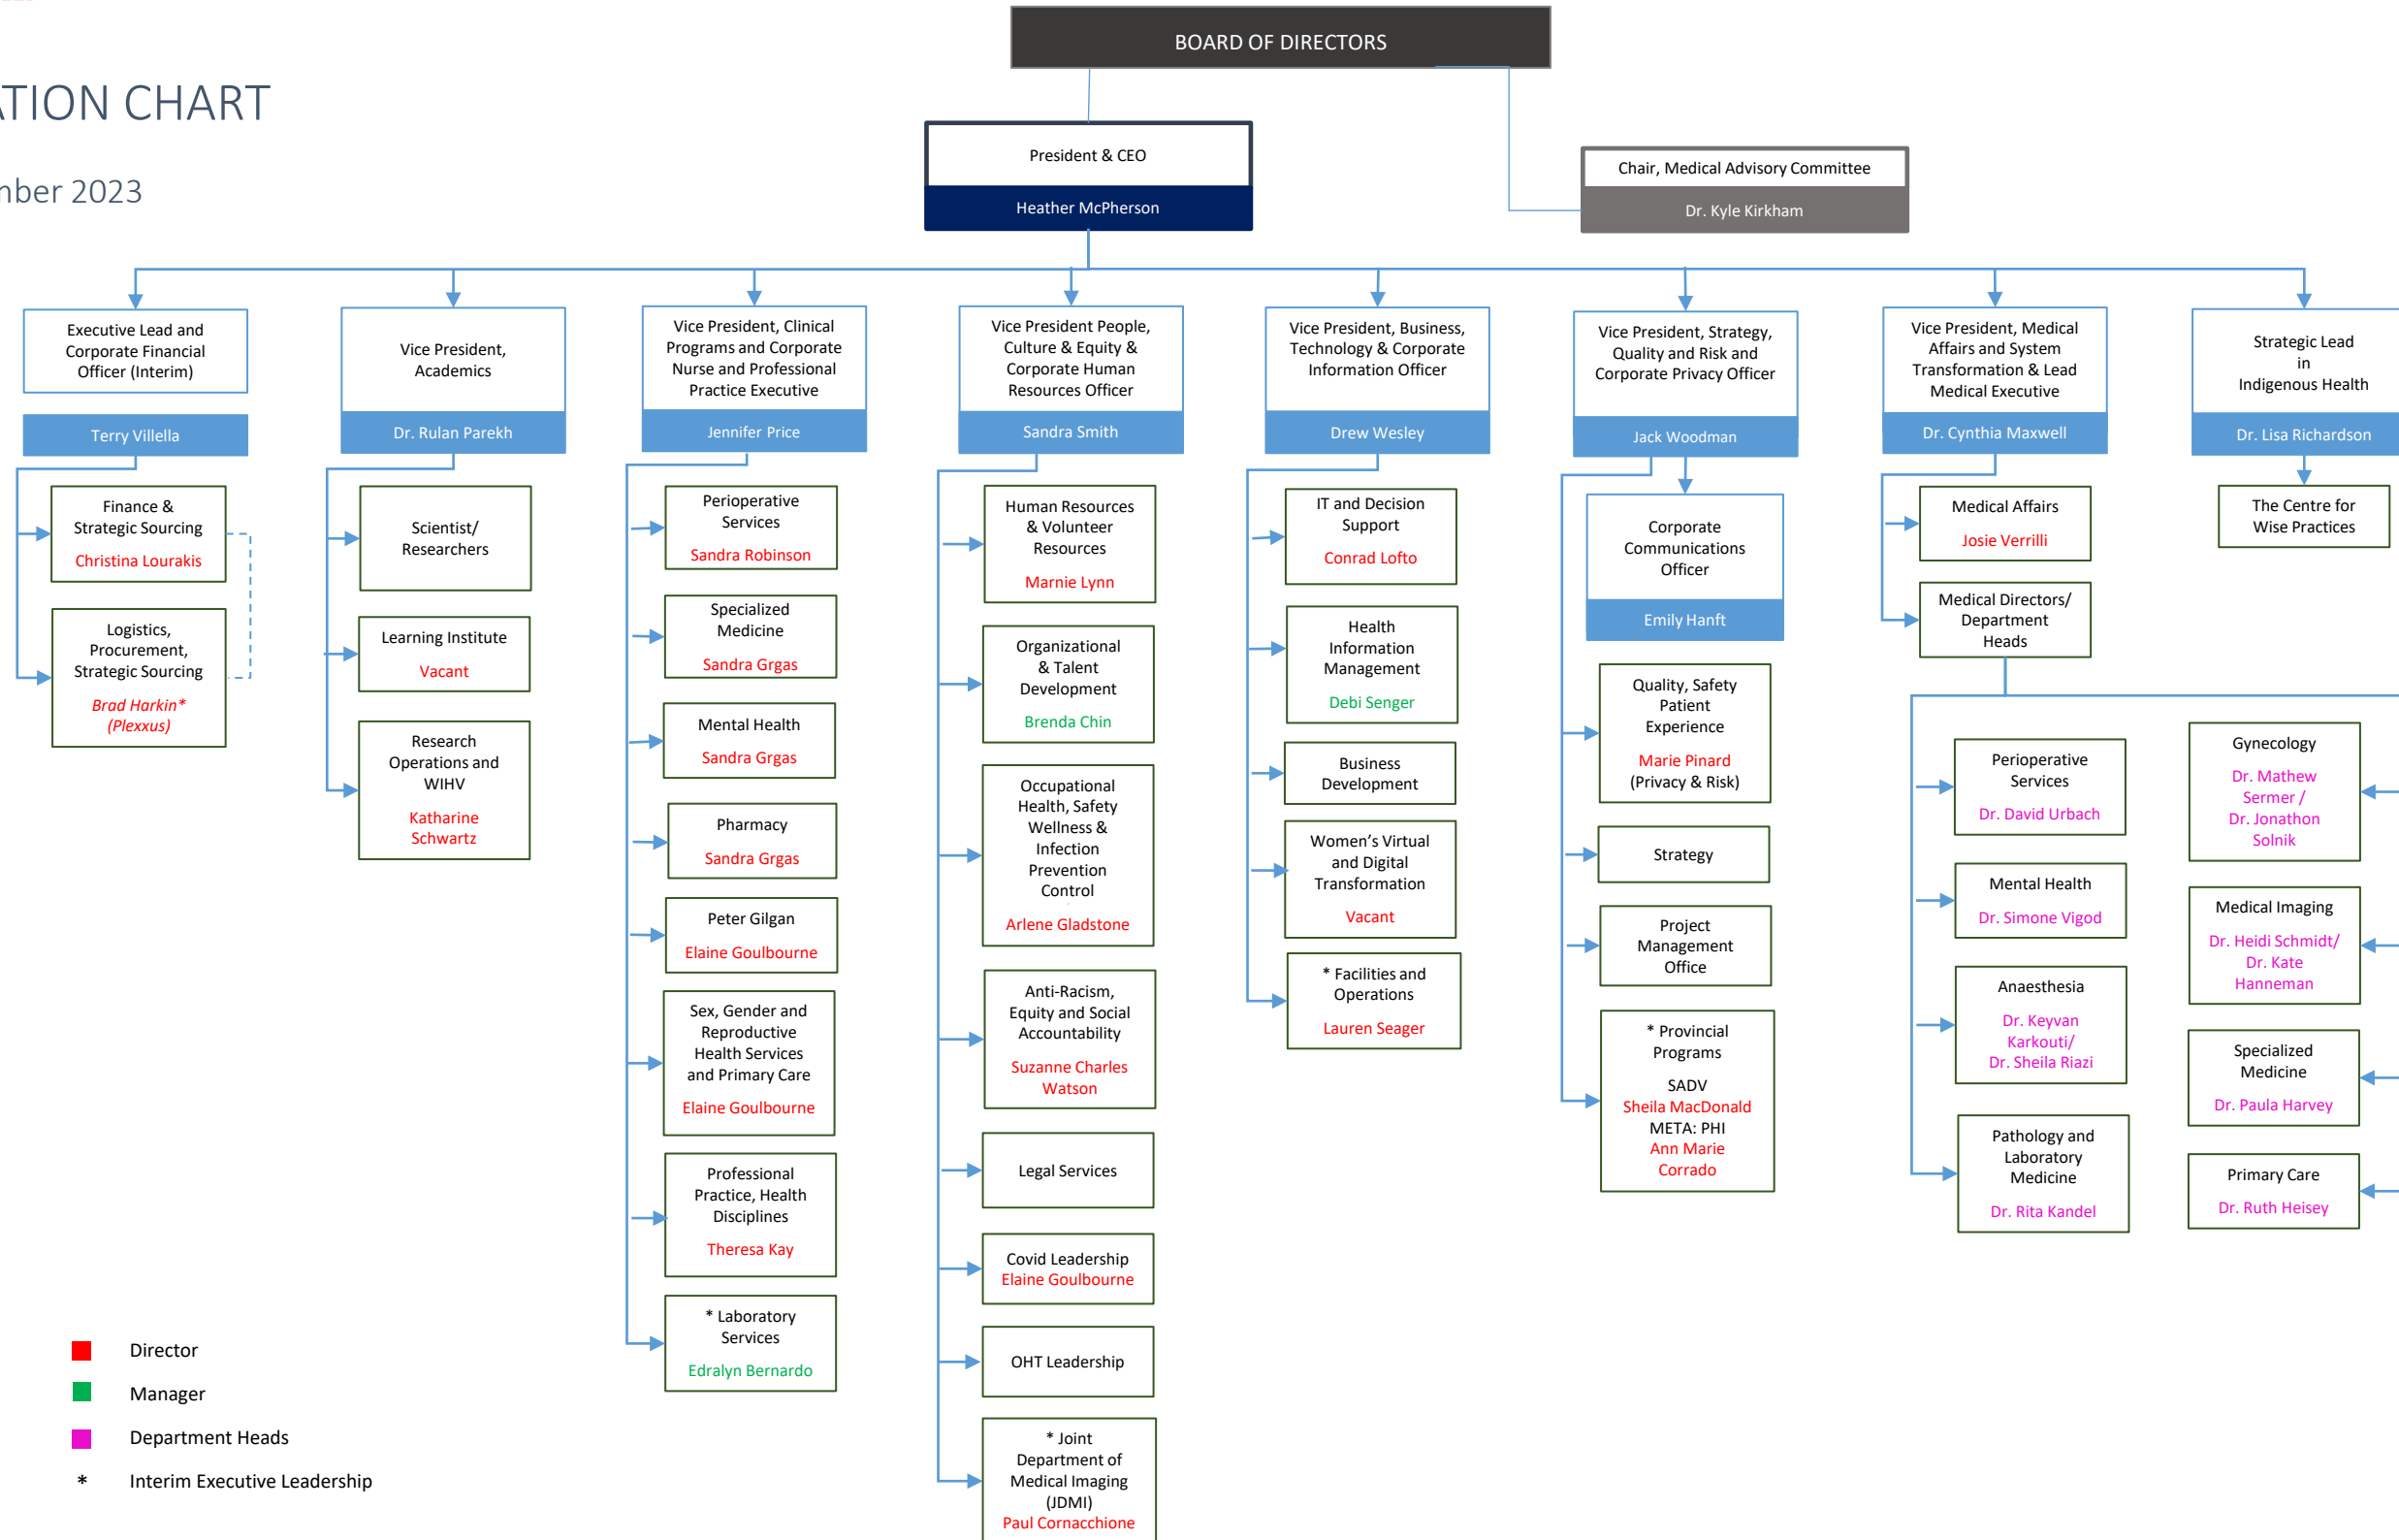 BOARD OF DIRECTORS
ATION CHART
mber 2023
President & CEO
Heather McPherson
Chair, Medical Advisory Committee
Dr. Kyle Kirkham
Executive Lead and
Corporate Financial
Officer (Interim)
Terry Villella
Finance &
Strategic Sourcing
Christina Lourakis
Logistics,
Procurement,
Strategic Sourcing
Brad Harkin*
(Plexxus)
Vice President,
Academics
Dr. Rulan Parekh
Scientist/
Researchers
Learning Institute
Vacant
Research
Operations and
WIHV
Katharine
Schwartz
Vice President, Clinical
Programs and Corporate
Nurse and Professional
Practice Executive
Jennifer Price
Perioperative
Services
Sandra Robinson
Specialized
Medicine
Sandra Grgas
Mental Health
Sandra Grgas
Pharmacy
Sandra Grgas
Peter Gilgan
Elaine Goulbourne
Sex, Gender and
Reproductive
Health Services
and Primary Care
Elaine Goulbourne
Professional
Practice, Health
Disciplines
Theresa Kay
* Laboratory
Services
Edralyn Bernardo
Vice President People,
Culture & Equity &
Corporate Human
Resources Officer
Sandra Smith
Human Resources
& Volunteer
Resources
Marnie Lynn
Organizational
& Talent
Development
Brenda Chin
Occupational
Health, Safety
Wellness &
Infection
Prevention
Control
Arlene Gladstone
Anti-Racism,
Equity and Social
Accountability
Suzanne Charles
Watson
Legal Services
Covid Leadership
Elaine Goulbourne
OHT Leadership
* Joint
Department of
Medical Imaging
(JDMI)
Paul Cornacchione
Vice President, Business,
Technology & Corporate
Information Officer
Drew Wesley
IT and Decision
Support
Conrad Lofto
Health
Information
Management
Debi Senger
Business
Development
Women's Virtual
and Digital
Transformation
Vacant
* Facilities and
Operations
Lauren Seager
Vice President, Strategy,
Quality and Risk and
Corporate Privacy Officer
Jack Woodman
Corporate
Communications
Officer
Emily Hanft
Quality, Safety
Patient
Experience
Marie Pinard
(Privacy & Risk)
Strategy
Project
Management
Office
* Provincial
Programs
SADV
Sheila MacDonald
META: PHI
Ann Marie
Corrado
Vice President, Medical
Affairs and System
Transformation & Lead
Medical Executive
Dr. Cynthia Maxwell
Medical Affairs
Josie Verrilli
Medical Directors/
Department
Heads
Perioperative
Services
Dr. David Urbach
Mental Health
Dr. Simone Vigod
Anaesthesia
Dr. Keyvan
Karkouti/
Dr. Sheila Riazi
Pathology and
Laboratory
Medicine
Dr. Rita Kandel
Gynecology
Dr. Mathew
Sermer /
Dr. Jonathon
Solnik
Medical Imaging
Dr. Heidi Schmidt/
Dr. Kate
Hanneman
Specialized
Medicine
Dr. Paula Harvey
Primary Care
Dr. Ruth Heisey
Strategic Lead
in
Indigenous Health
Dr. Lisa Richardson
The Centre for
Wise Practices
Director
Manager
Department Heads
* Interim Executive Leadership